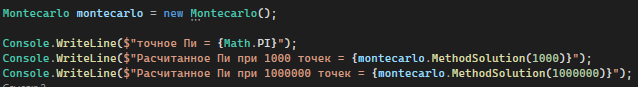 Montecarlo montecarlo = new Montecarlo();
Console.WriteLine($"точное Пи = {Math.PI}");
Console.WriteLine($"Расчитанное Пи при 1000 точек = {montecarlo.MethodSolution(1000)}");
Console.WriteLine($"Расчитанное Пи при 1000000 точек = {montecarlo.MethodSolution(1000000)}");